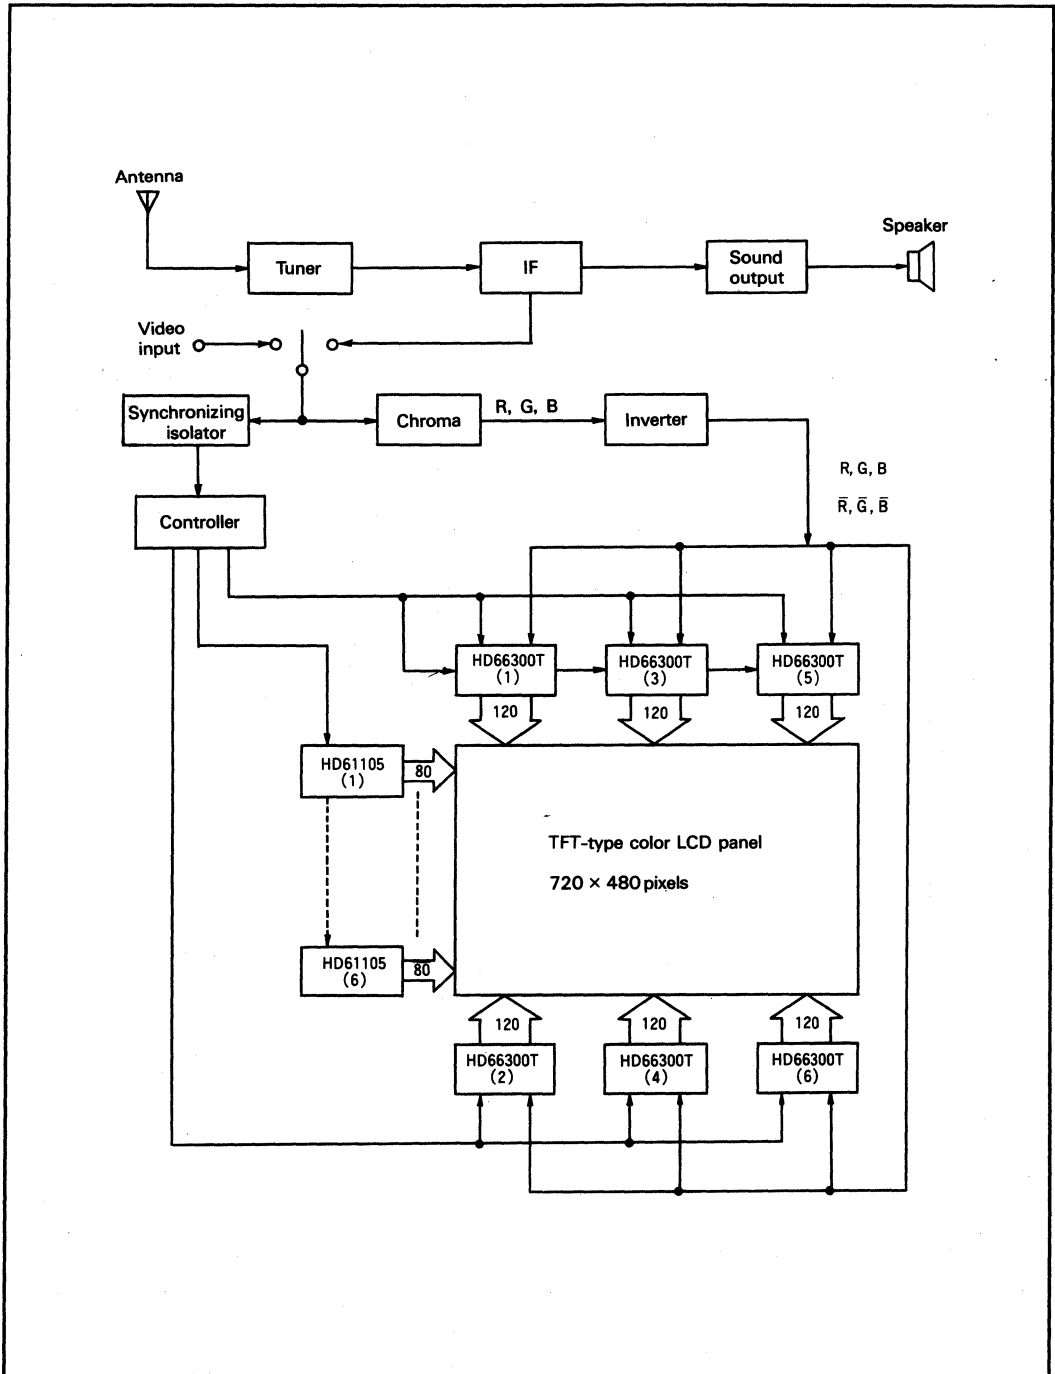 Antenna
Speaker
Tuner
IF
Sound
output
Video
input
Synchronizing
isolator
Chroma
R, G, B
Inverter
R, G, B
R̄, Ḡ, B̄
Controller
HD66300T
(1)
HD66300T
(3)
HD66300T
(5)
120
120
120
HD61105
(1)
80
TFT-type color LCD panel
720 × 480 pixels
HD61105
(6)
80
120
120
120
HD66300T
(2)
HD66300T
(4)
HD66300T
(6)